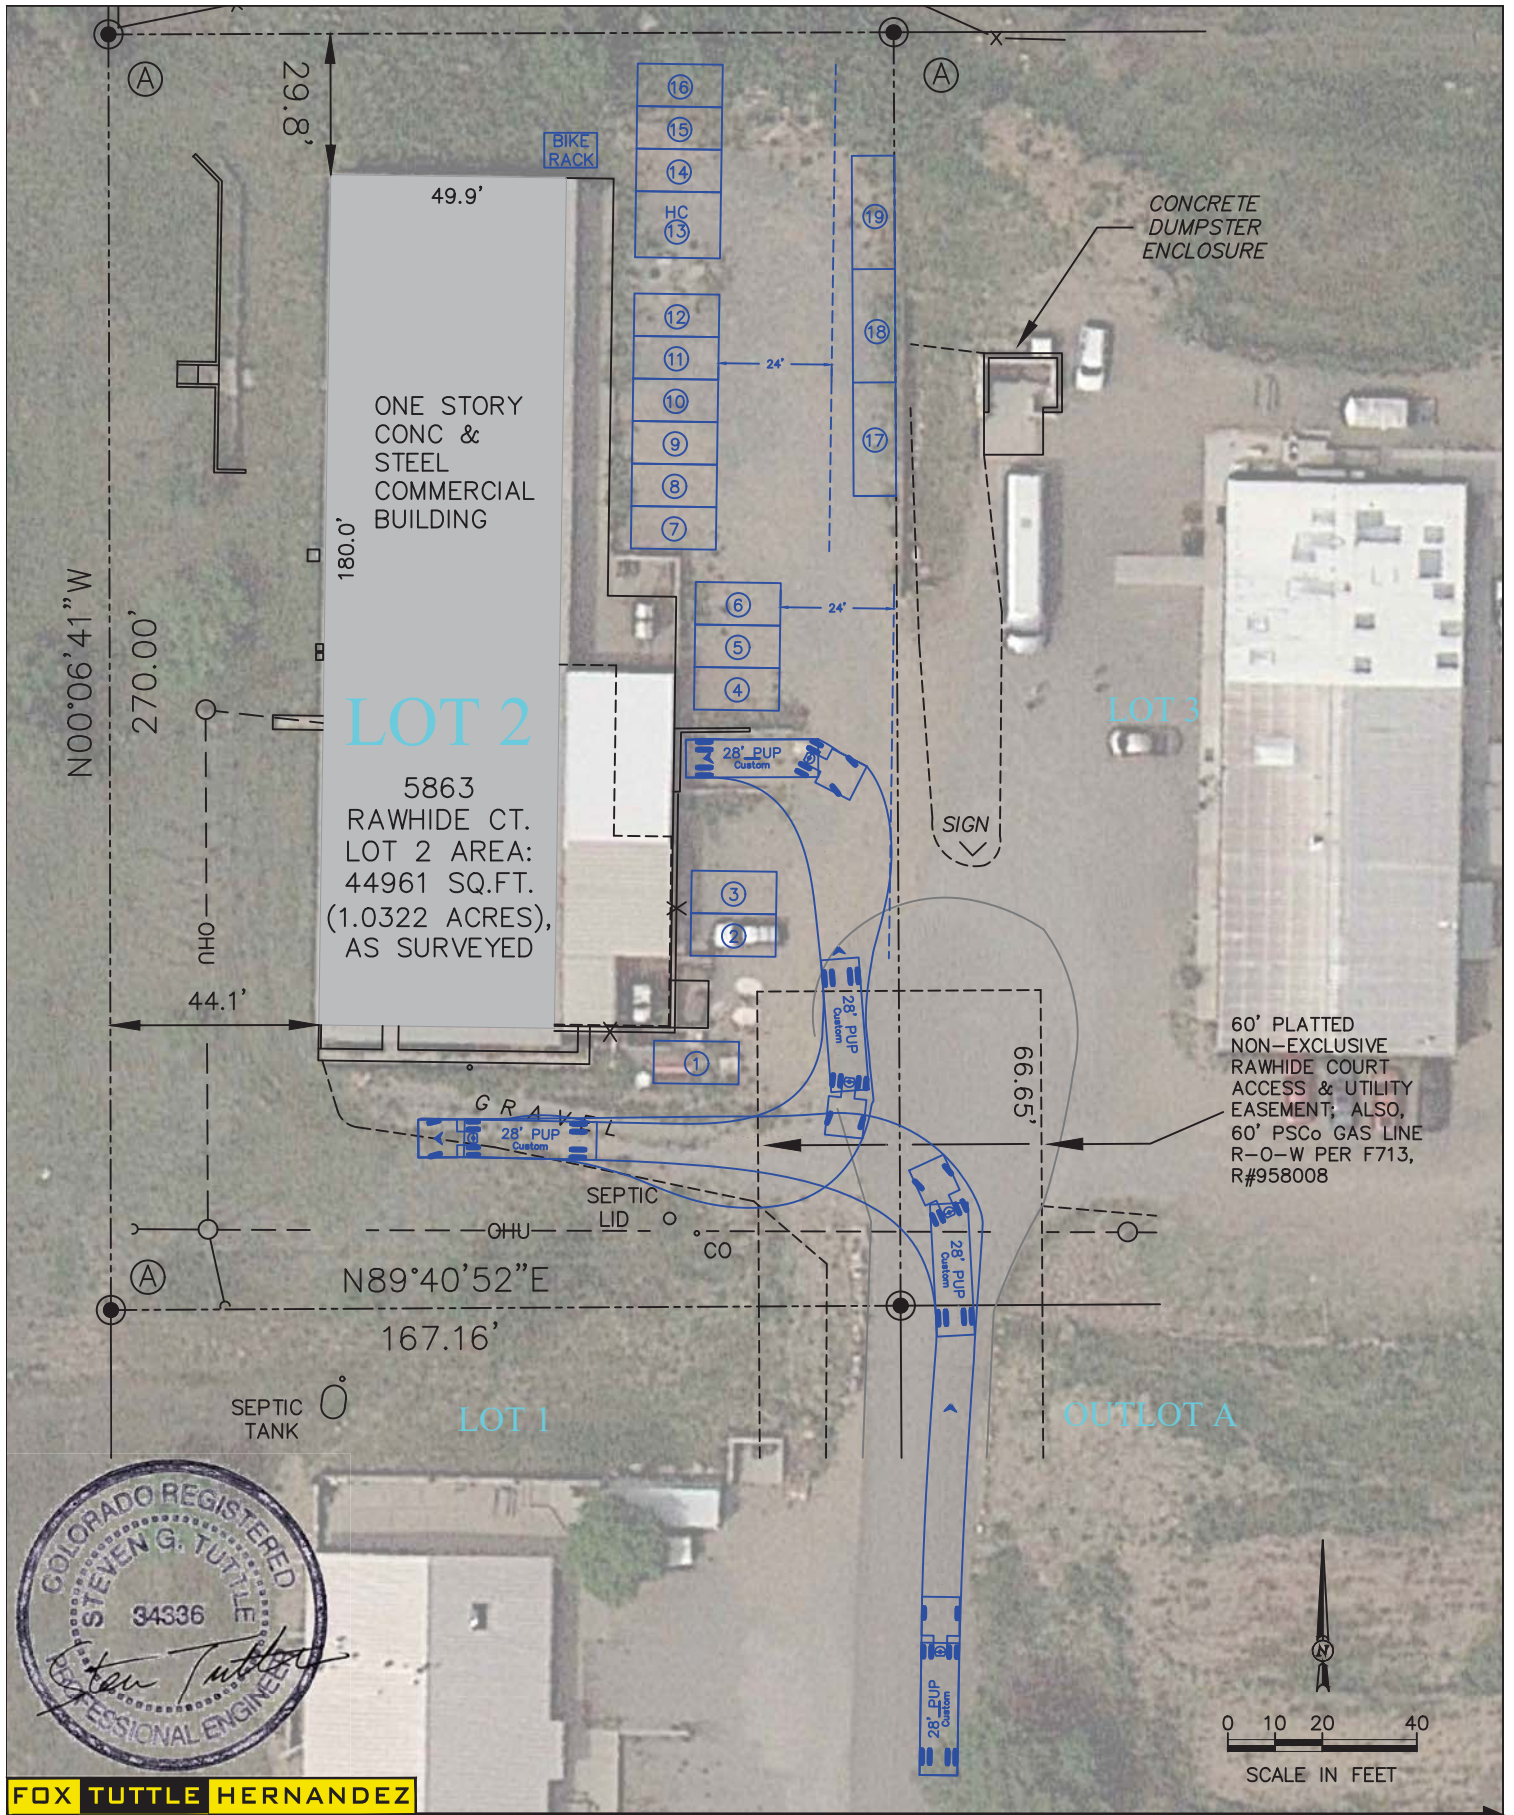 X
X
A
A
29.8'
16
15
14
HC
13
BIKE
RACK
49.9'
19
18
17
CONCRETE
DUMPSTER
ENCLOSURE
12
11
10
9
8
7
24'
ONE STORY
CONC &
STEEL
COMMERCIAL
BUILDING
180.0'
N00°06'41"W
270.00'
6
5
4
24'
LOT 2
LOT 3
5863
RAWHIDE CT.
LOT 2 AREA:
44961 SQ.FT.
(1.0322 ACRES),
AS SURVEYED
28' PUP
Custom
SIGN
3
2
OHU
44.1'
28' PUP
Custom
1
60' PLATTED
NON-EXCLUSIVE
RAWHIDE COURT
ACCESS & UTILITY
EASEMENT; ALSO,
60' PSCo GAS LINE
R-O-W PER F713,
R#958008
66.65'
GRAVEL
28' PUP
Custom
SEPTIC
LID
OHU
CO
28' PUP
Custom
A
N89°40'52"E
167.16'
SEPTIC
TANK
LOT 1
OUTLOT A
COLORADO REGISTERED
STEVEN G. TUTTLE
34336
Steven Tuttle
PROFESSIONAL ENGINEER
28' PUP
Custom
N
0 10 20 40
SCALE IN FEET
FOX TUTTLE HERNANDEZ